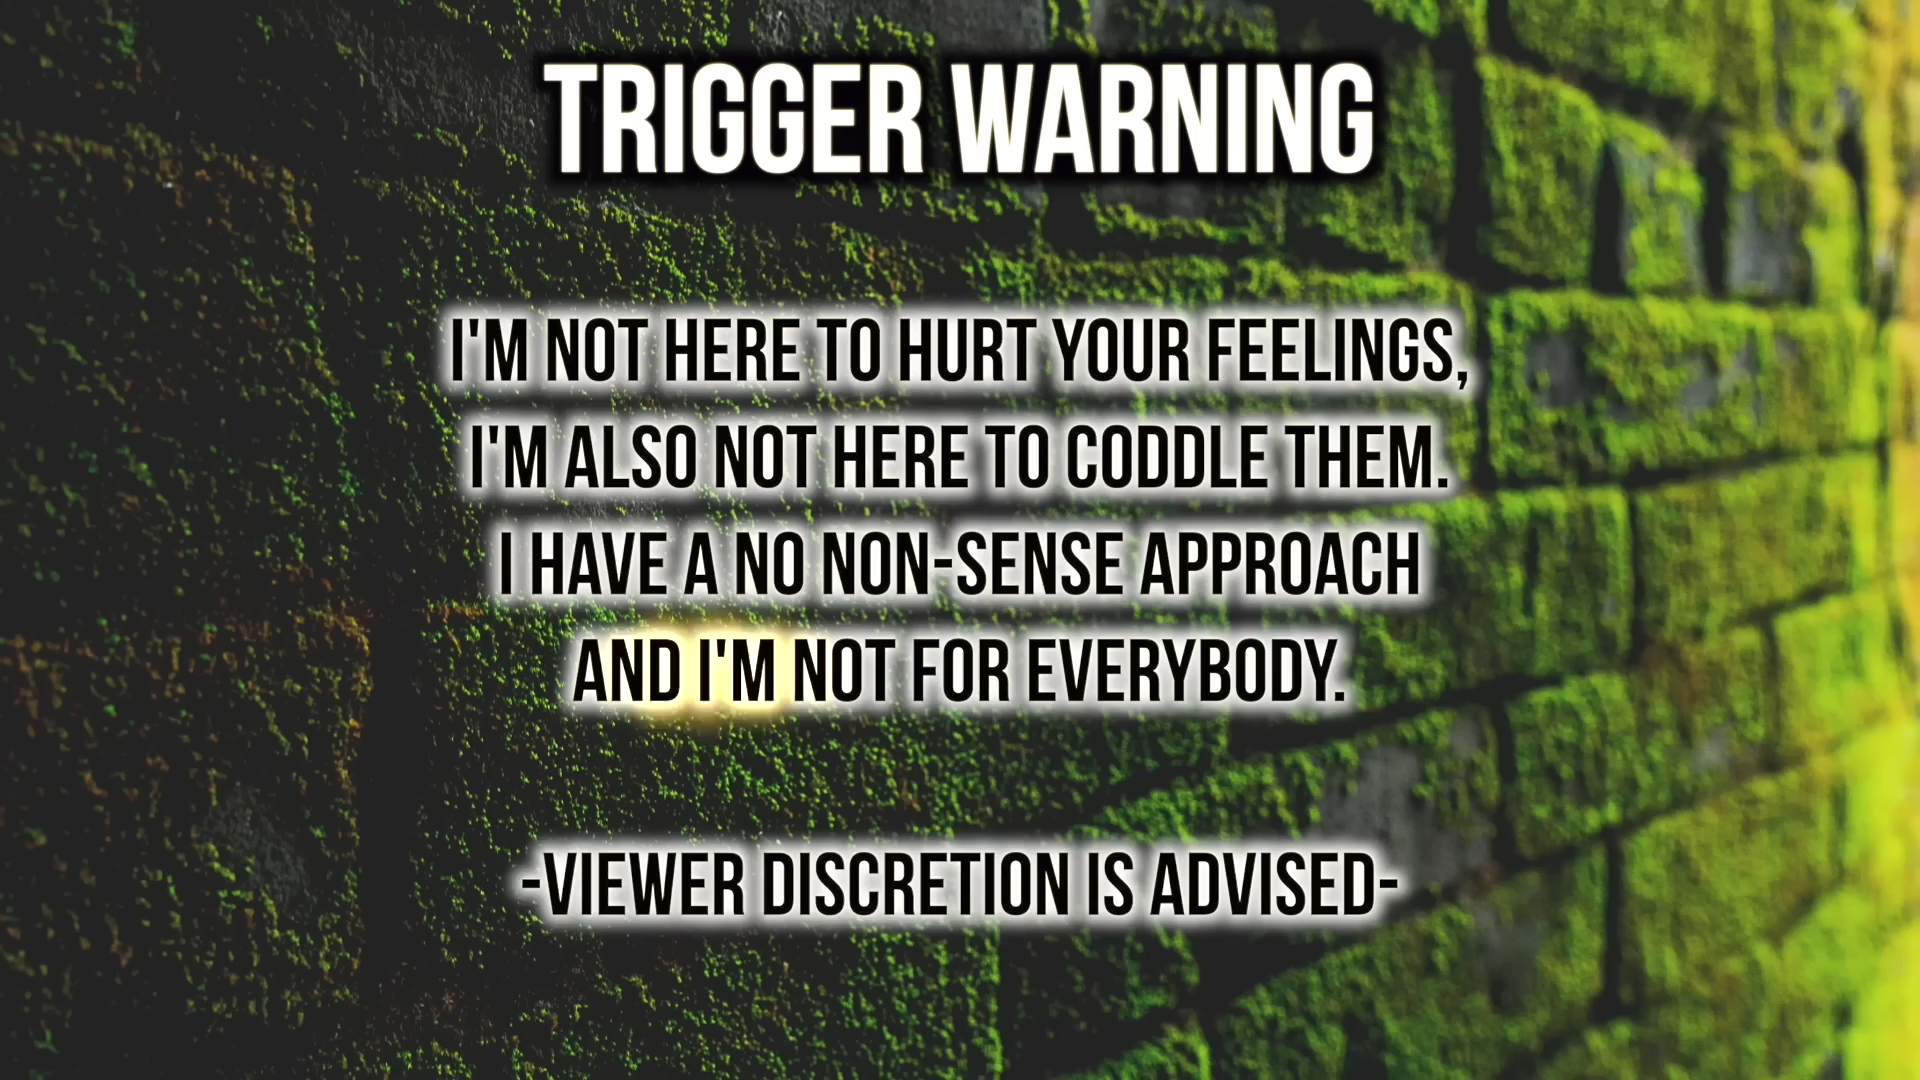 TRIGGER WARNING
I'M NOT HERE TO HURT YOUR FEELINGS,
I'M ALSO NOT HERE TO CODDLE THEM.
I HAVE A NO NON-SENSE APPROACH
AND I'M NOT FOR EVERYBODY.
-VIEWER DISCRETION IS ADVISED-